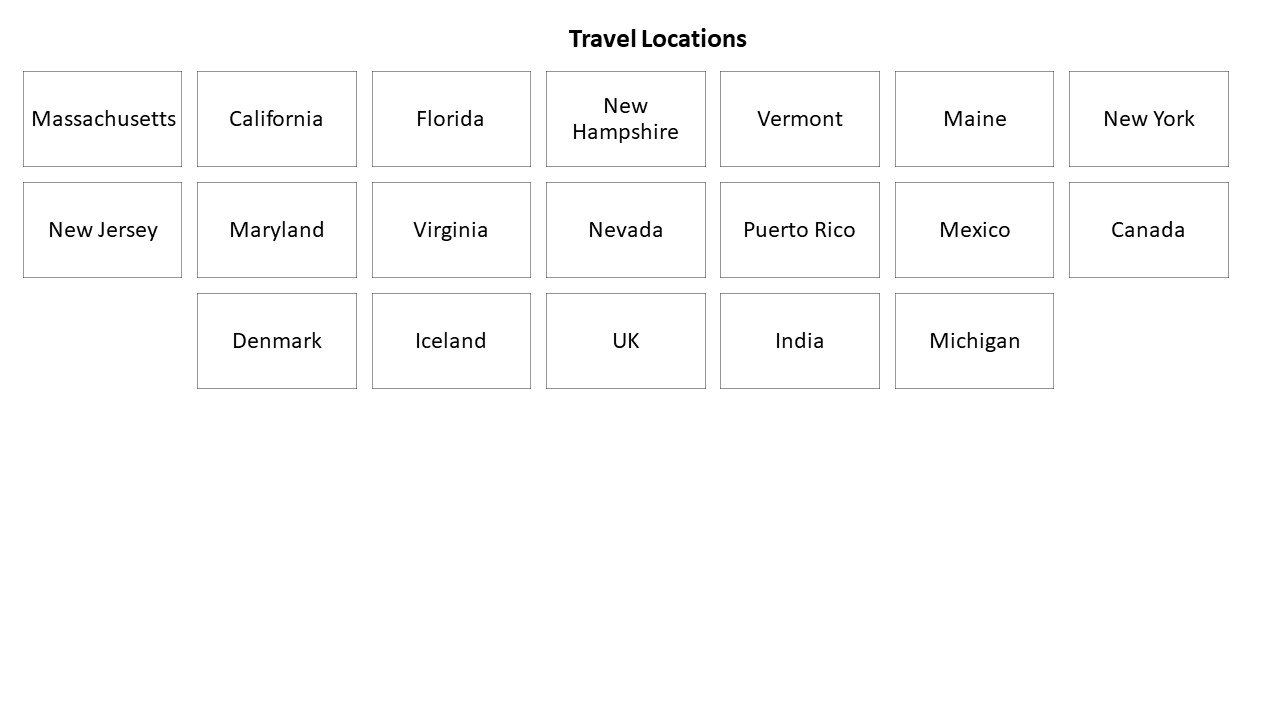 Travel Locations
Massachusetts
California
Florida
New
Hampshire
Vermont
Maine
New York
New Jersey
Maryland
Virginia
Nevada
Puerto Rico
Mexico
Canada
Denmark
Iceland
UK
India
Michigan